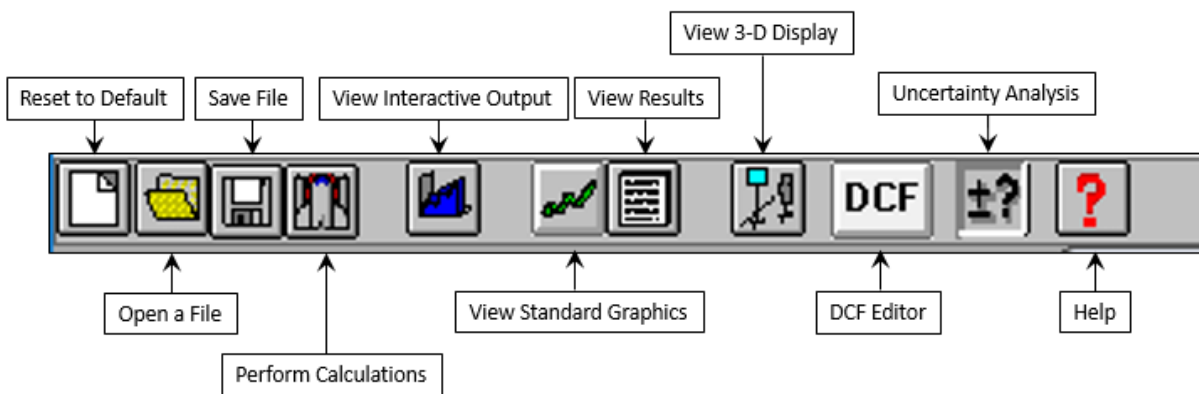 View 3-D Display
Reset to Default
Save File
View Interactive Output
View Results
Uncertainty Analysis
DCF
±?
?
Open a File
View Standard Graphics
DCF Editor
Help
Perform Calculations